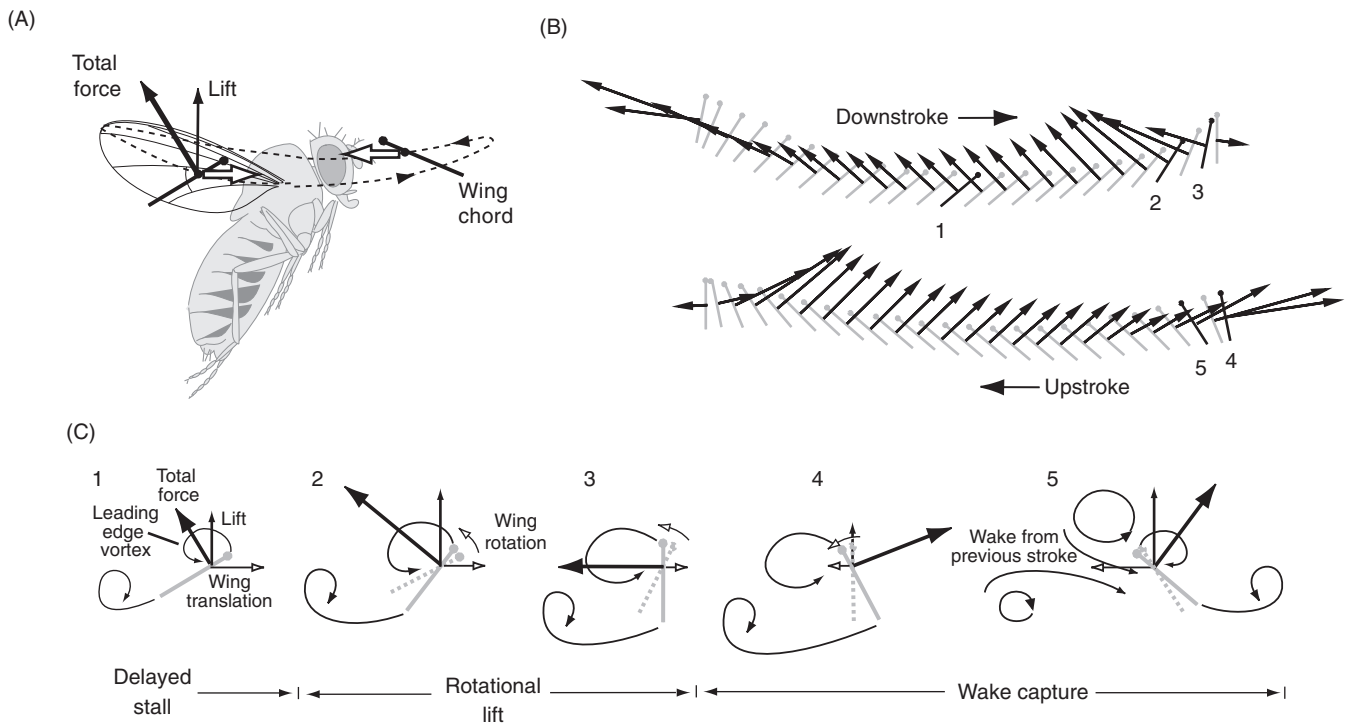 (A)
Total
force
Lift
Wing
chord
(B)
Downstroke
1
2
3
5
4
Upstroke
(C)
1
Total
force
Lift
Leading
edge
vortex
Wing
translation
2
Wing
rotation
3
4
5
Wake from
previous stroke
Delayed
stall
Rotational
lift
Wake capture